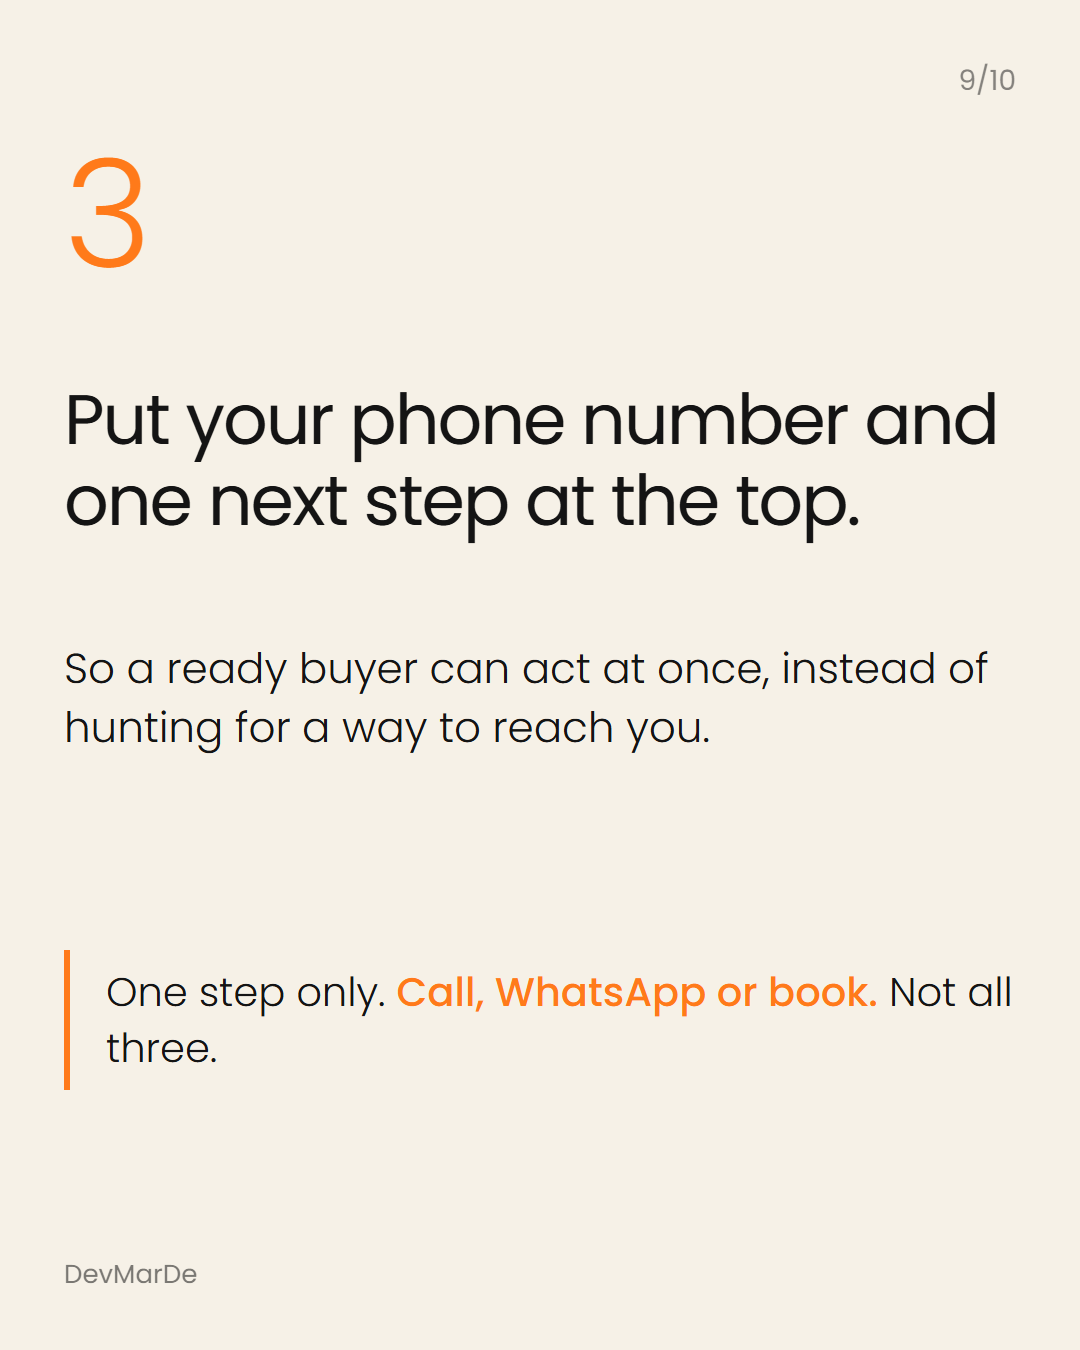 9/10
3
Put your phone number and
one next step at the top.
So a ready buyer can act at once, instead of
hunting for a way to reach you.
One step only. Call, WhatsApp or book. Not all
three.
DevMarDe